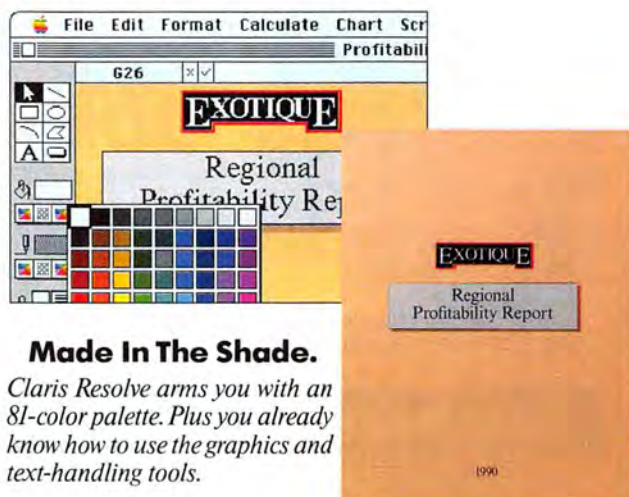 File Edit Format Calculate Chart Scr
Profitabili
G26
EXOTIQUE
Regional
Profitability Rep
A
EXOTIQUE
Regional
Profitability Report
1990
Made In The Shade.
Claris Resolve arms you with an
81-color palette. Plus you already
know how to use the graphics and
text-handling tools.